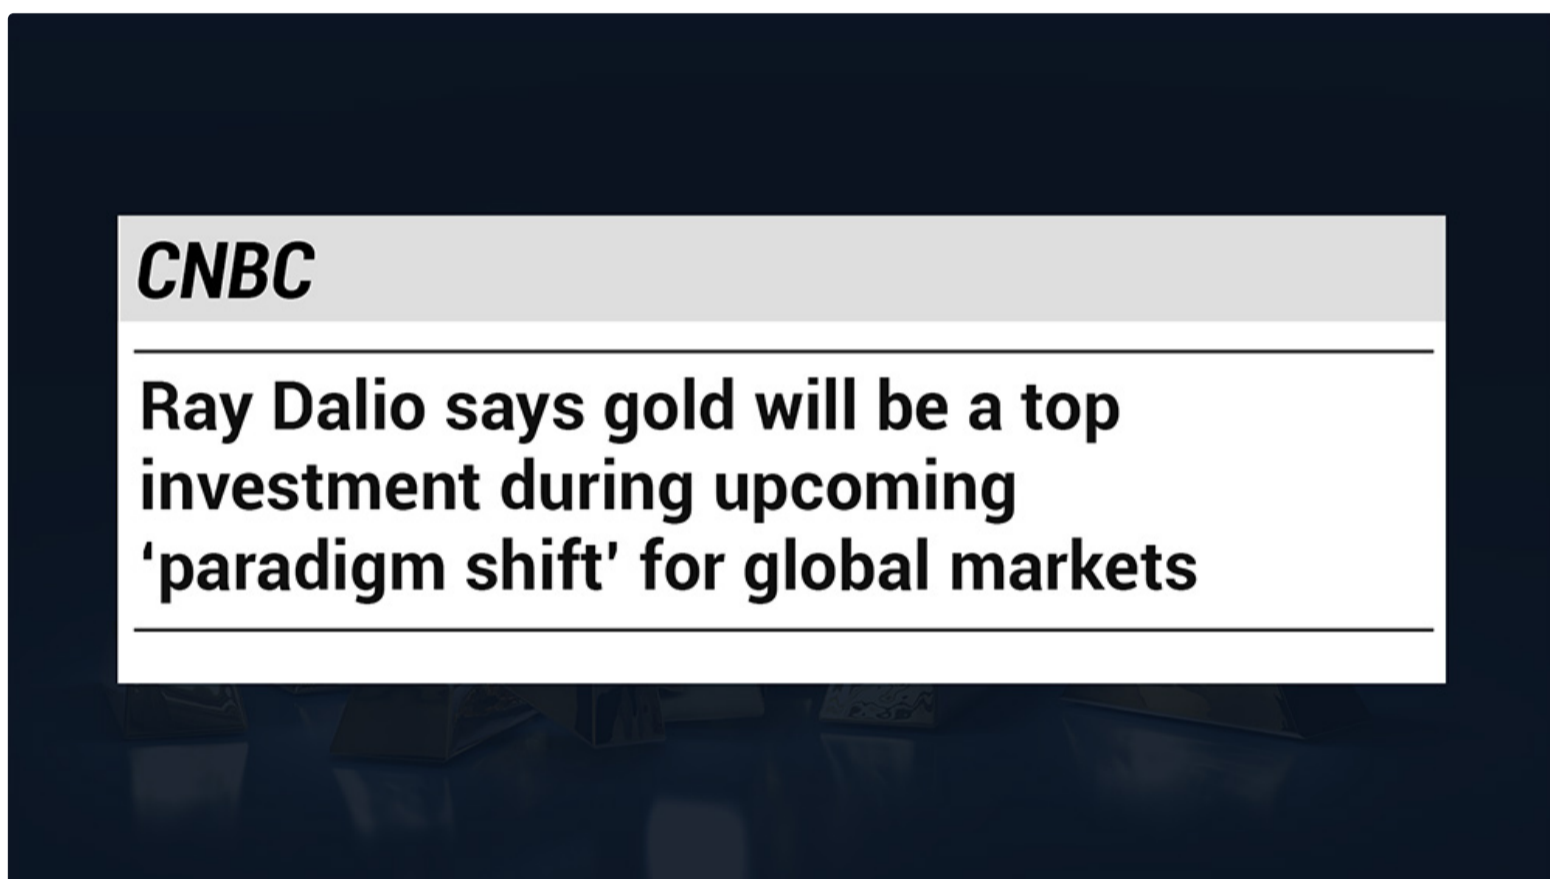 CNBC
Ray Dalio says gold will be a top
investment during upcoming
‘paradigm shift’ for global markets